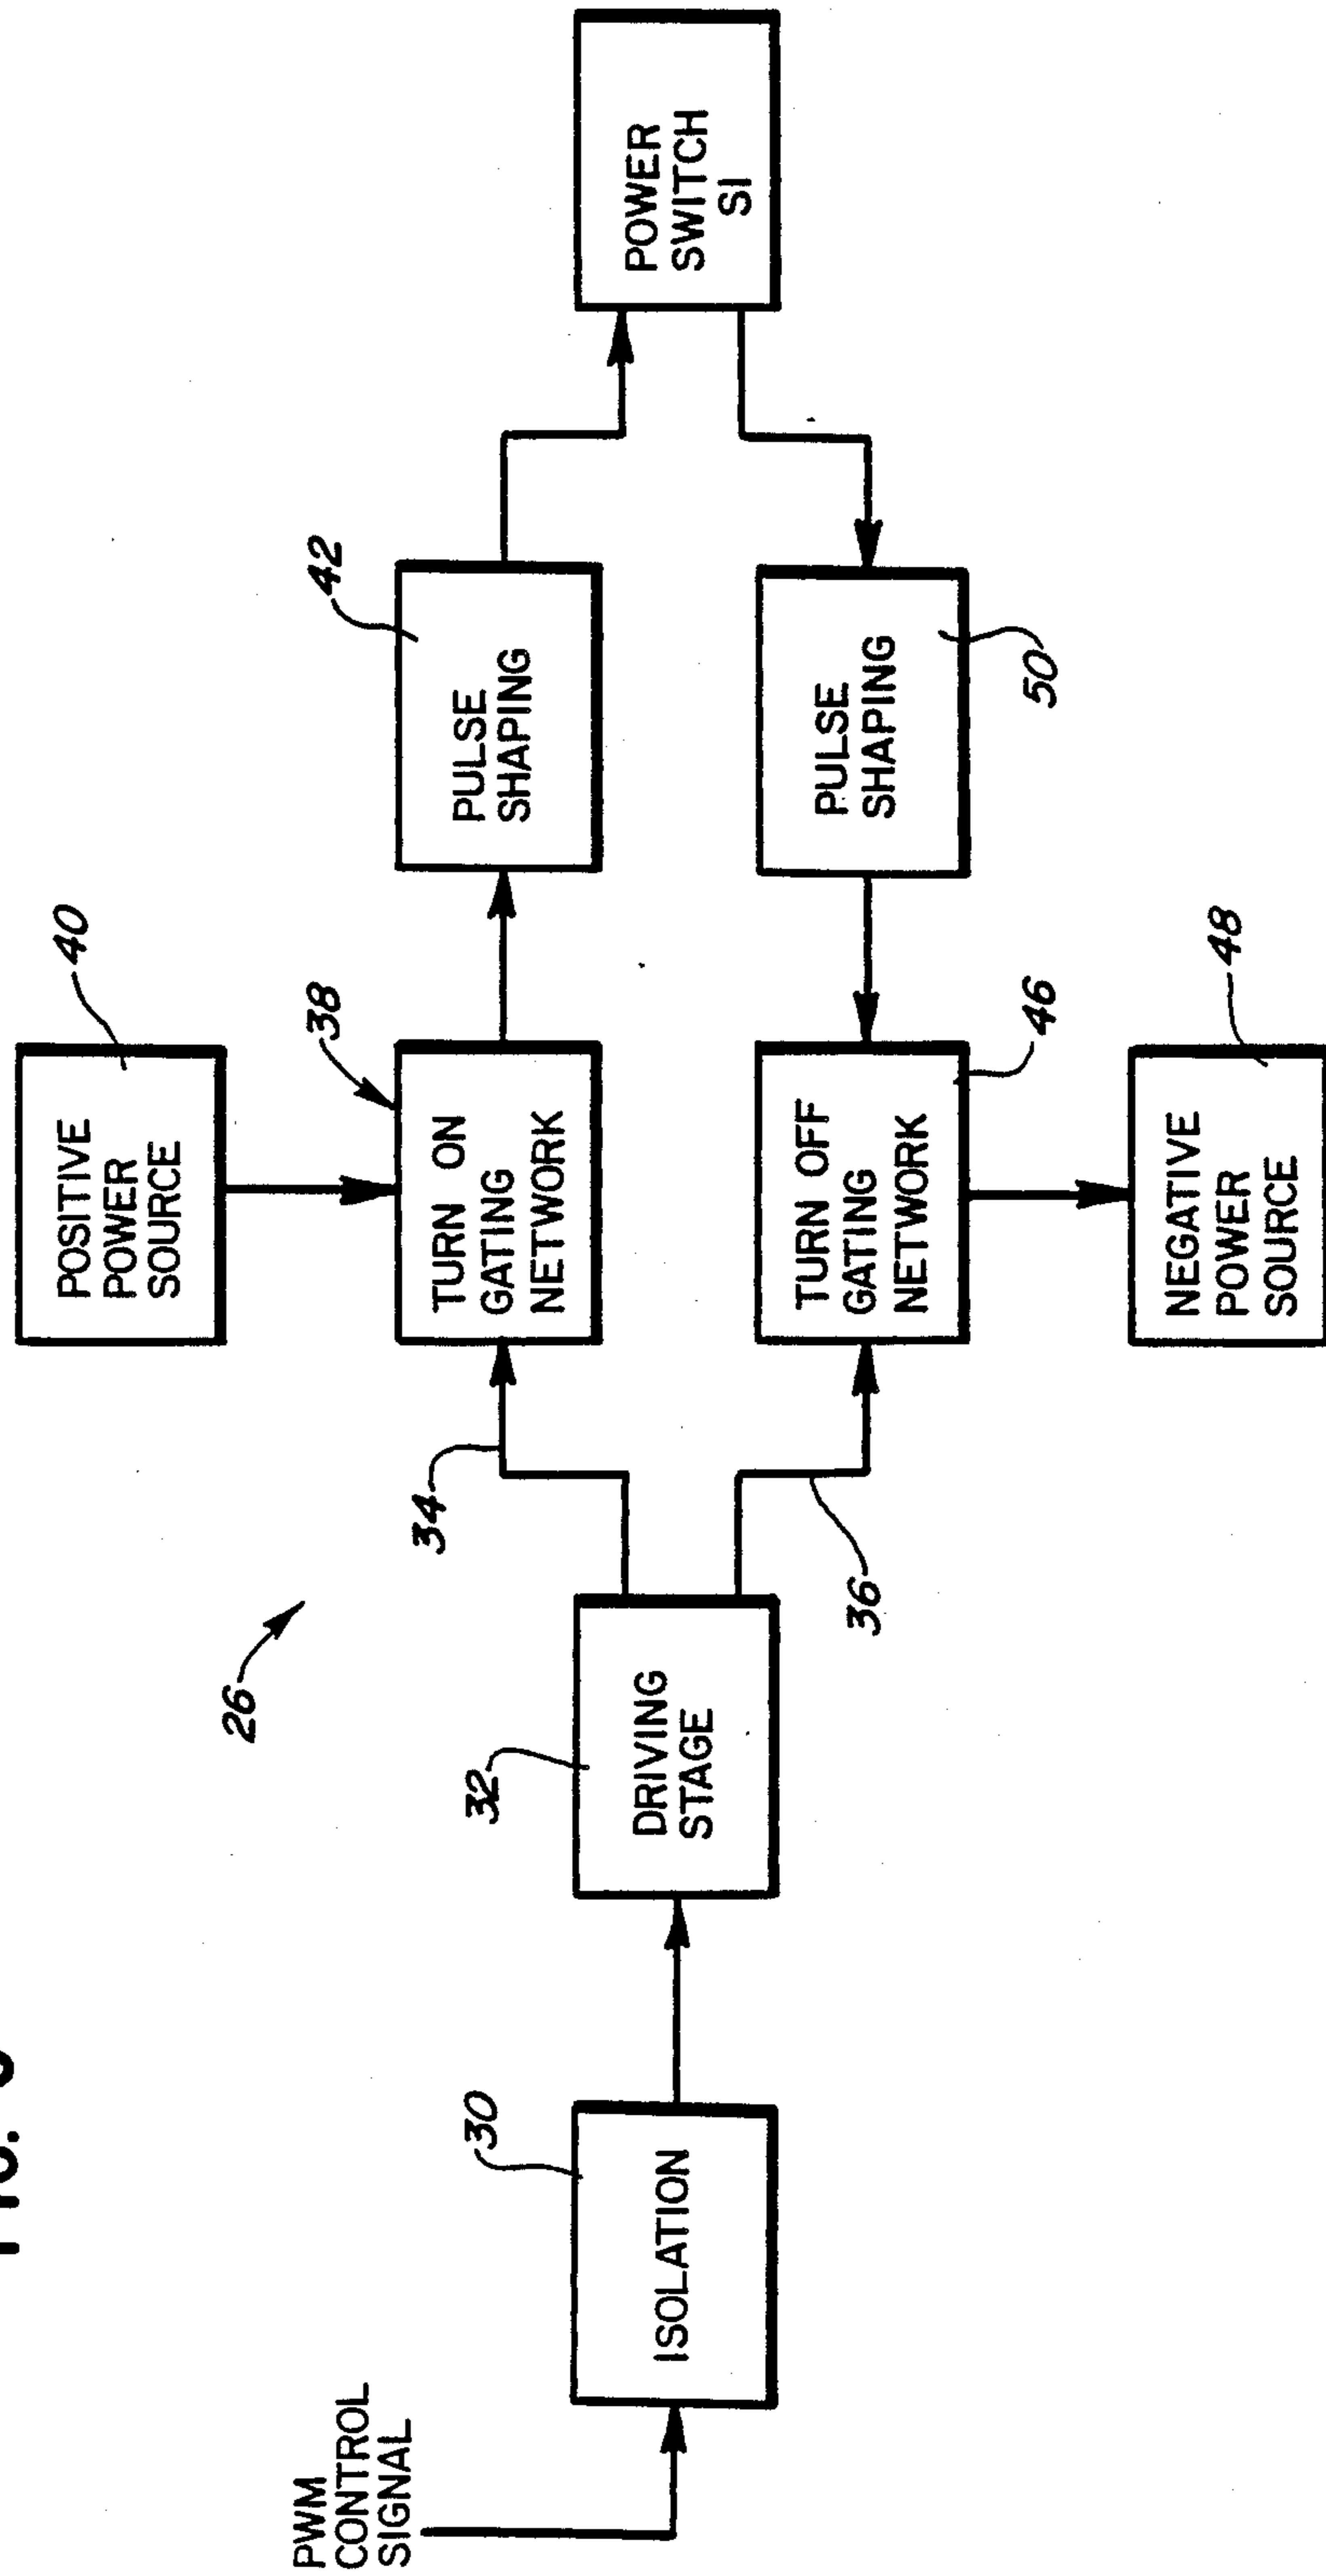 40
POSITIVE
POWER
SOURCE
38
42
TURN ON
GATING
NETWORK
PULSE
SHAPING
26
34
PWM
CONTROL
SIGNAL
30
ISOLATION
32
DRIVING
STAGE
POWER
SWITCH
S1
36
TURN OFF
GATING
NETWORK
46
PULSE
SHAPING
50
NEGATIVE
POWER
SOURCE
48